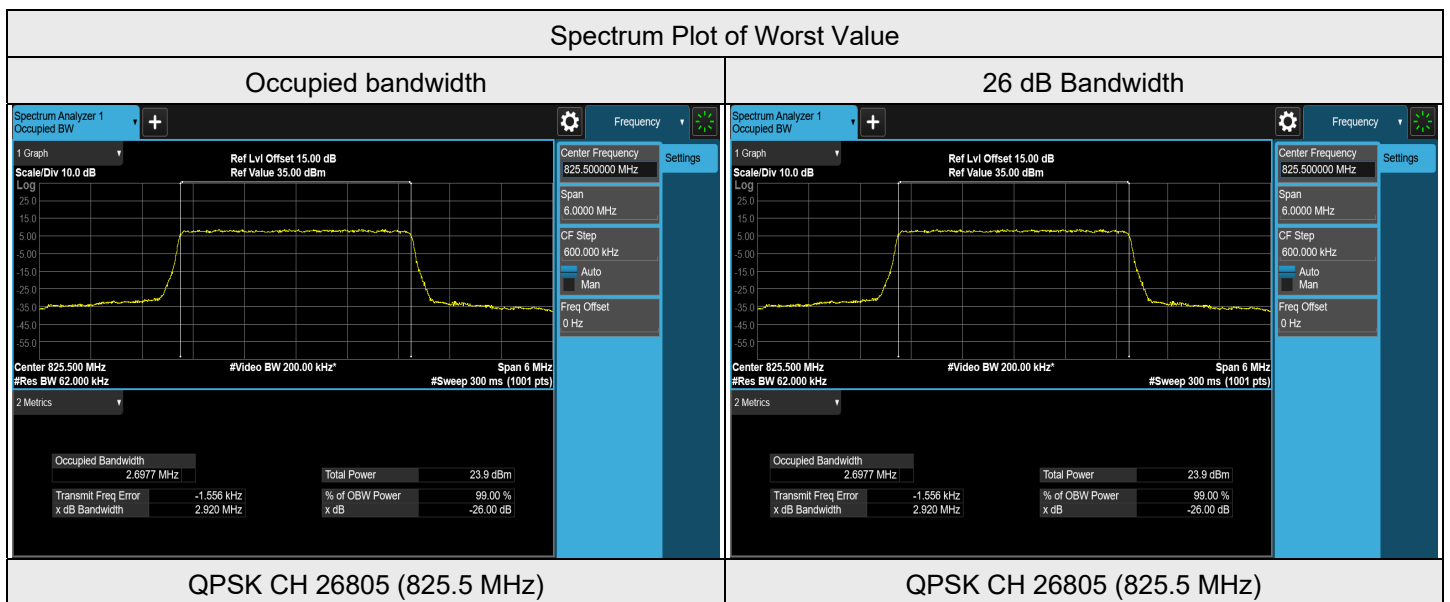 Spectrum Plot of Worst Value
Occupied bandwidth
26 dB Bandwidth
Spectrum Analyzer 1
Occupied BW
+
Frequency
1 Graph
Scale/Div 10.0 dB
Ref Lvl Offset 15.00 dB
Ref Value 35.00 dBm
Log
25.0
15.0
5.00
-5.00
-15.0
-25.0
-35.0
-45.0
-55.0
Center 825.500 MHz
#Video BW 200.00 kHz*
Span 6 MHz
#Res BW 62.000 kHz
#Sweep 300 ms (1001 pts)
Center Frequency
825.500000 MHz
Settings
Span
6.0000 MHz
CF Step
600.000 kHz
Auto
Man
Freq Offset
0 Hz
2 Metrics
Occupied Bandwidth
2.6977 MHz
Total Power 23.9 dBm
Transmit Freq Error -1.556 kHz
% of OBW Power 99.00 %
x dB Bandwidth 2.920 MHz
x dB -26.00 dB
Spectrum Analyzer 1
Occupied BW
+
Frequency
1 Graph
Scale/Div 10.0 dB
Ref Lvl Offset 15.00 dB
Ref Value 35.00 dBm
Log
25.0
15.0
5.00
-5.00
-15.0
-25.0
-35.0
-45.0
-55.0
Center 825.500 MHz
#Video BW 200.00 kHz*
Span 6 MHz
#Res BW 62.000 kHz
#Sweep 300 ms (1001 pts)
Center Frequency
825.500000 MHz
Settings
Span
6.0000 MHz
CF Step
600.000 kHz
Auto
Man
Freq Offset
0 Hz
2 Metrics
Occupied Bandwidth
2.6977 MHz
Total Power 23.9 dBm
Transmit Freq Error -1.556 kHz
% of OBW Power 99.00 %
x dB Bandwidth 2.920 MHz
x dB -26.00 dB
QPSK CH 26805 (825.5 MHz)
QPSK CH 26805 (825.5 MHz)